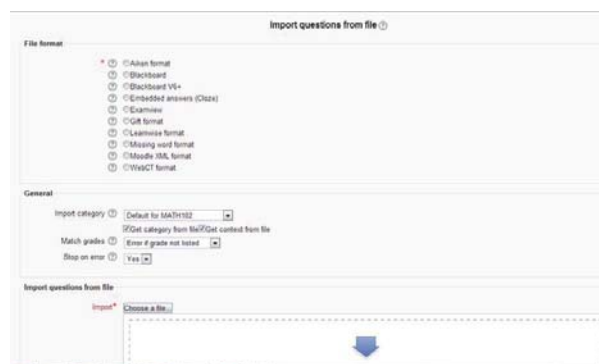 Import questions from file
File format
* Aiken format
Blackboard
Blackboard V6+
Embedded answers (Cloze)
Examview
Gift format
Learnwise format
Missing word format
Moodle XML format
WebCT format
General
Import category Default for MATH102
Get category from file Get context from file
Match grades Error if grade not listed
Stop on error Yes
Import questions from file
Import* Choose a file...